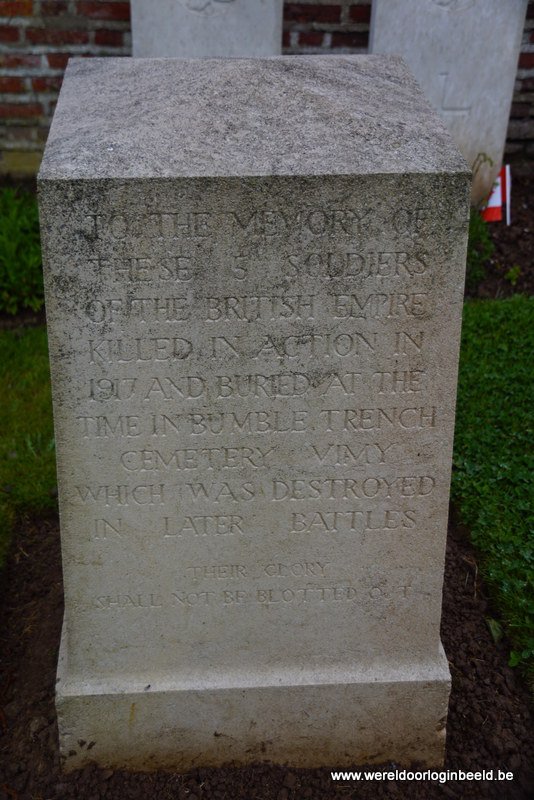 TO THE MEMORY OF
THESE 5 SOLDIERS
OF THE BRITISH EMPIRE
KILLED IN ACTION IN
1917 AND BURIED AT THE
TIME IN BUMBLE TRENCH
CEMETERY VIMY
WHICH WAS DESTROYED
IN LATER BATTLES
THEIR GLORY
SHALL NOT BE BLOTTED OUT
www.wereldoorloginbeeld.be